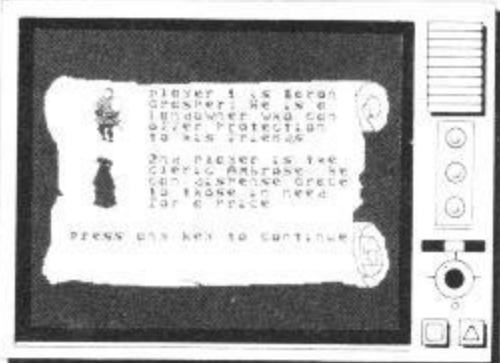 Player 1 is Baron
Grasper: He is a
landowner who can
offer Protection
to his friends
2nd player is the
cleric Ambrose. He
can dispense Grace
to those in need
for a Price
Press any key to Continue